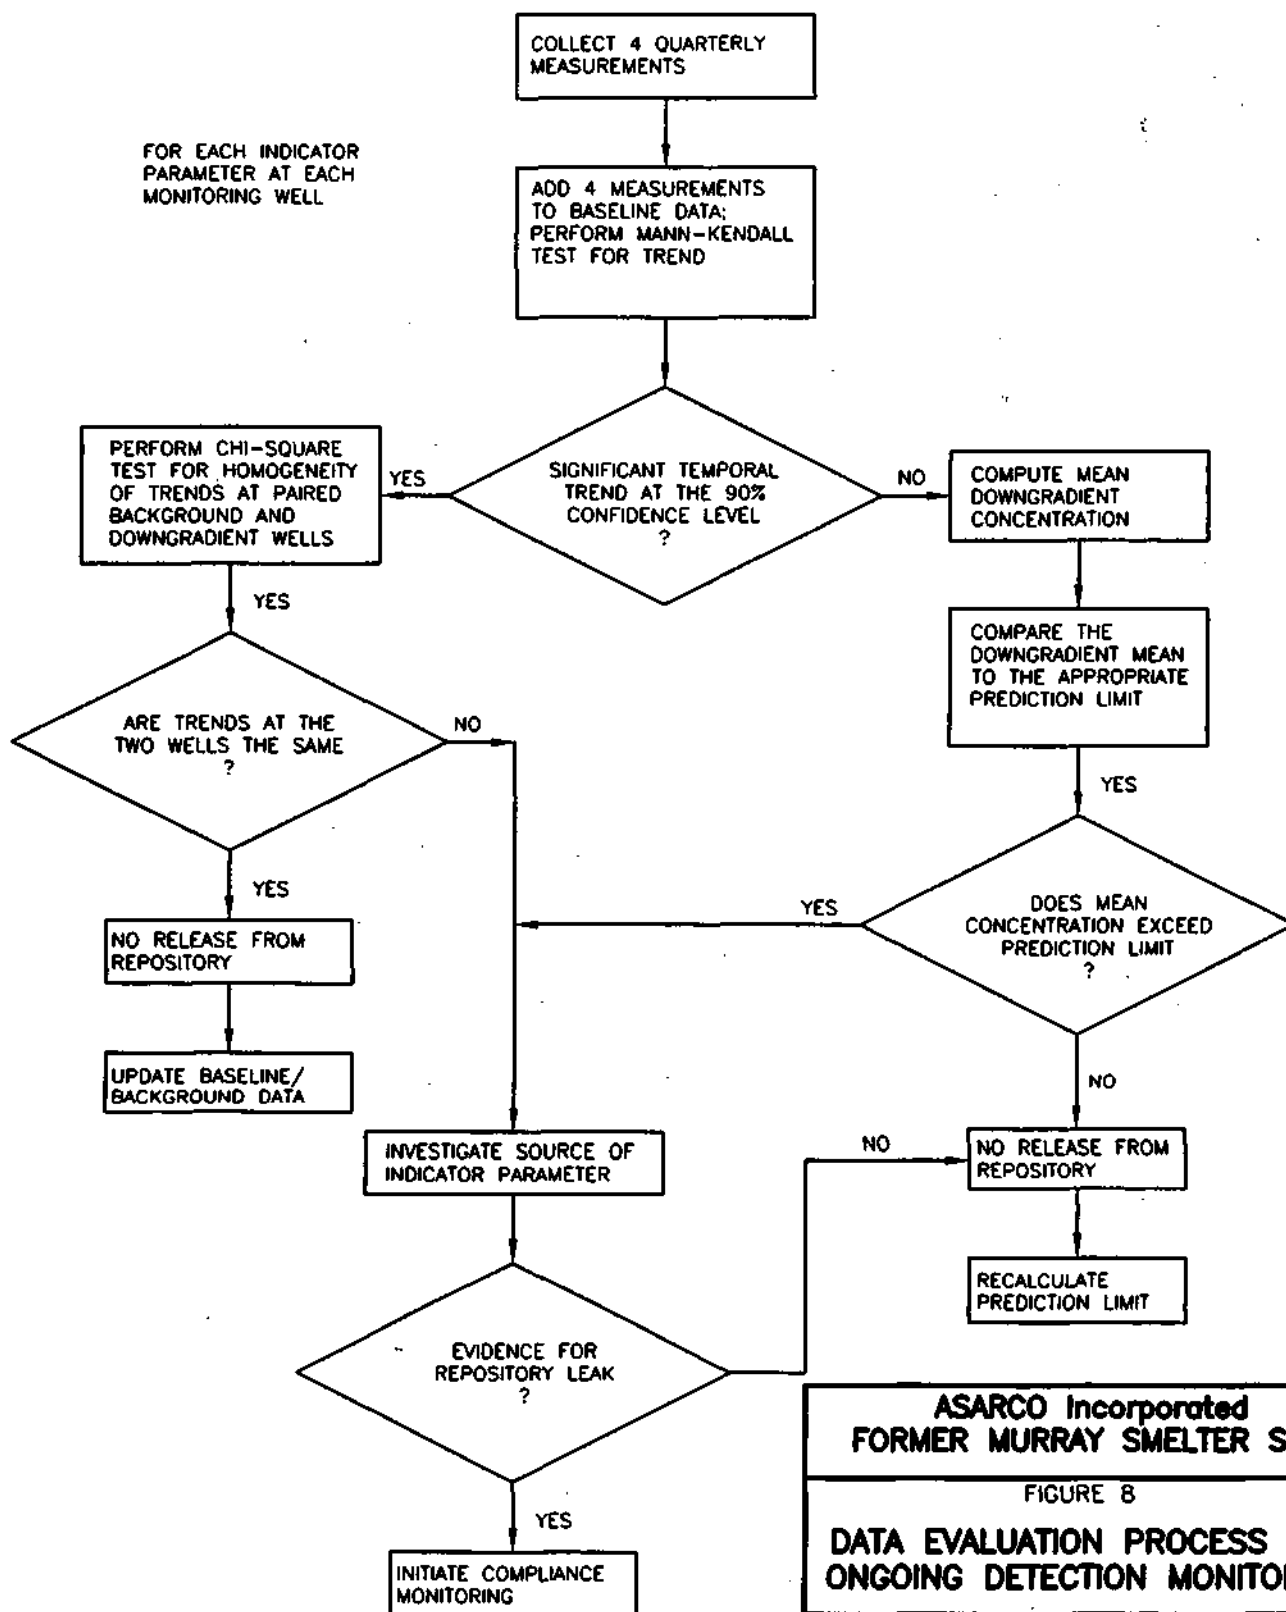 COLLECT 4 QUARTERLY
MEASUREMENTS
FOR EACH INDICATOR
PARAMETER AT EACH
MONITORING WELL
ADD 4 MEASUREMENTS
TO BASELINE DATA;
PERFORM MANN-KENDALL
TEST FOR TREND
PERFORM CHI-SQUARE
TEST FOR HOMOGENEITY
OF TRENDS AT PAIRED
BACKGROUND AND
DOWNGRADIENT WELLS
YES
SIGNIFICANT TEMPORAL
TREND AT THE 90%
CONFIDENCE LEVEL
?
NO
COMPUTE MEAN
DOWNGRADIENT
CONCENTRATION
YES
COMPARE THE
DOWNGRADIENT MEAN
TO THE APPROPRIATE
PREDICTION LIMIT
ARE TRENDS AT THE
TWO WELLS THE SAME
?
NO
YES
YES
DOES MEAN
CONCENTRATION EXCEED
PREDICTION LIMIT
?
YES
NO RELEASE FROM
REPOSITORY
UPDATE BASELINE/
BACKGROUND DATA
NO
INVESTIGATE SOURCE OF
INDICATOR PARAMETER
NO
NO RELEASE FROM
REPOSITORY
RECALCULATE
PREDICTION LIMIT
EVIDENCE FOR
REPOSITORY LEAK
?
YES
INITIATE COMPLIANCE
MONITORING
ASARCO Incorporated
FORMER MURRAY SMELTER S
FIGURE 8
DATA EVALUATION PROCESS
ONGOING DETECTION MONITO